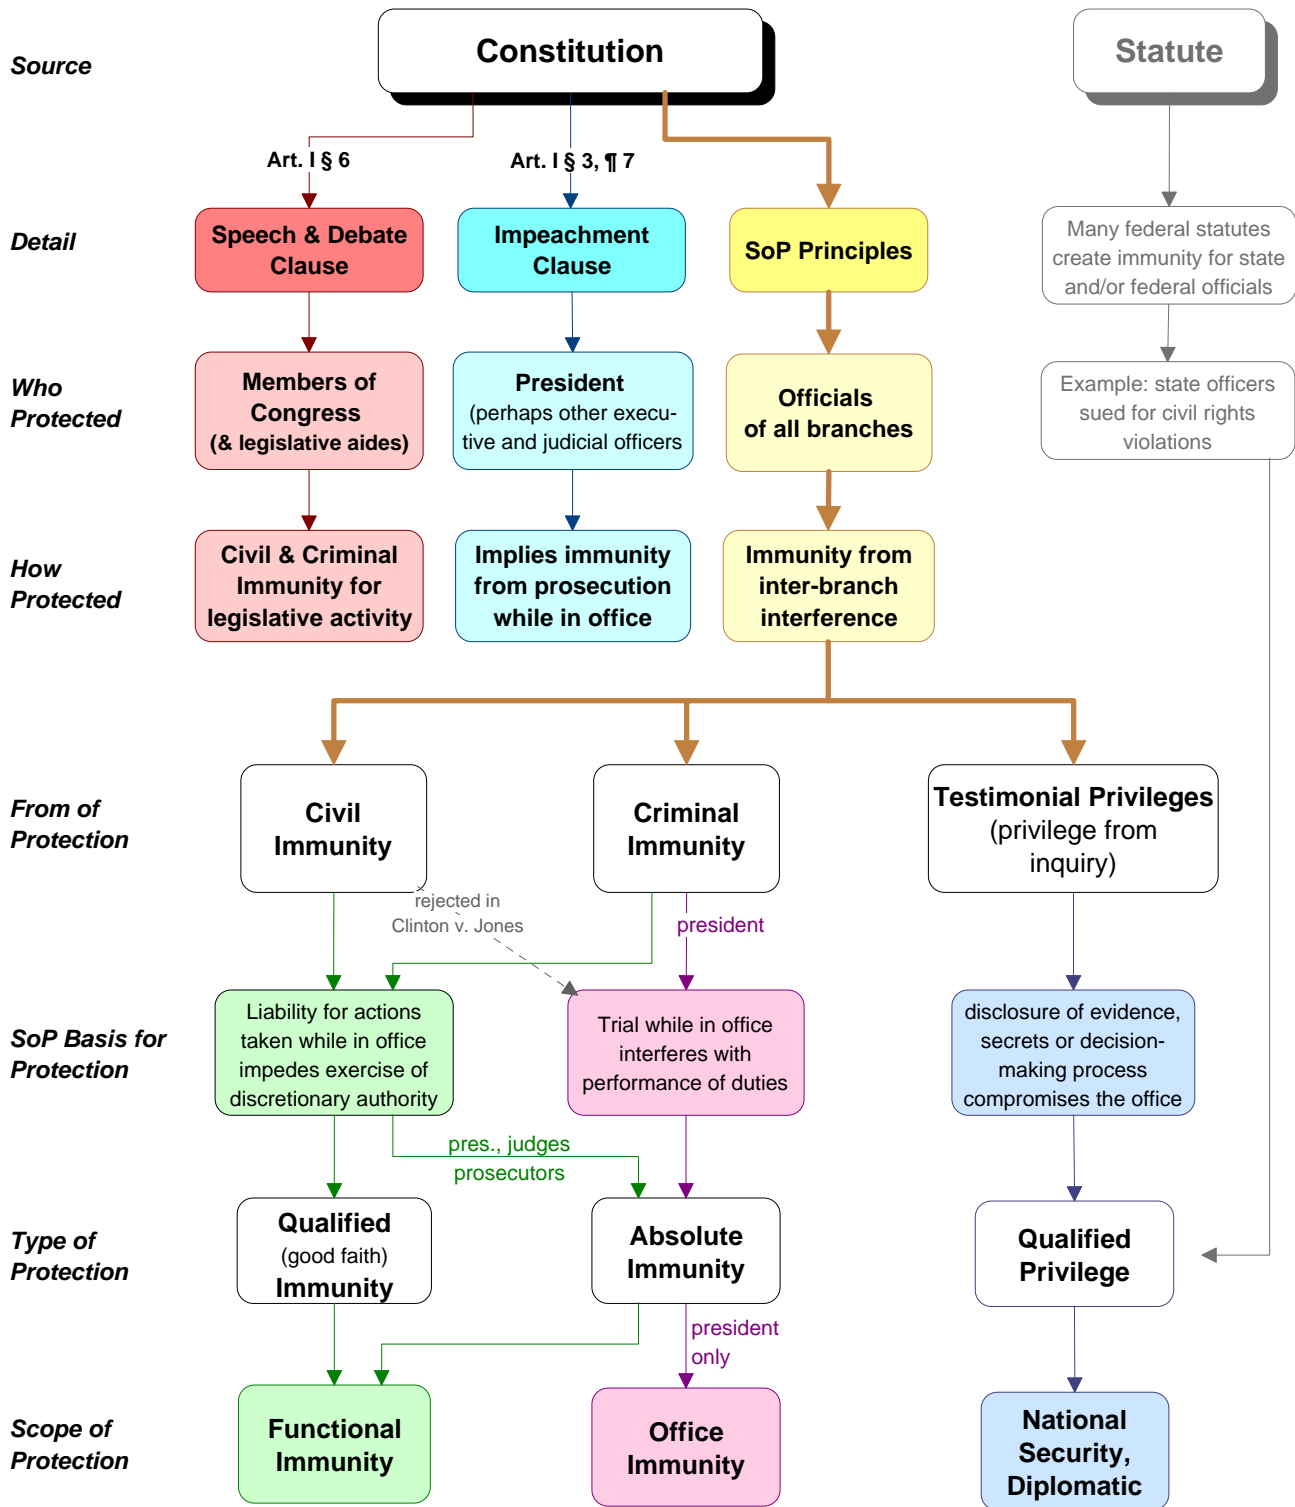 Source
Constitution
Statute
Art. I § 6
Art. I § 3, ¶ 7
Detail
Speech & Debate
Clause
Impeachment
Clause
SoP Principles
Many federal statutes
create immunity for state
and/or federal officials
Who
Protected
Members of
Congress
(& legislative aides)
President
(perhaps other execu-
tive and judicial officers
Officials
of all branches
Example: state officers
sued for civil rights
violations
How
Protected
Civil & Criminal
Immunity for
legislative activity
Implies immunity
from prosecution
while in office
Immunity from
inter-branch
interference
From of
Protection
Civil
Immunity
Criminal
Immunity
Testimonial Privileges
(privilege from
inquiry)
rejected in
Clinton v. Jones
president
SoP Basis for
Protection
Liability for actions
taken while in office
impedes exercise of
discretionary authority
Trial while in office
interferes with
performance of duties
disclosure of evidence,
secrets or decision-
making process
compromises the office
pres., judges
prosecutors
Type of
Protection
Qualified
(good faith)
Immunity
Absolute
Immunity
Qualified
Privilege
president
only
Scope of
Protection
Functional
Immunity
Office
Immunity
National
Security,
Diplomatic